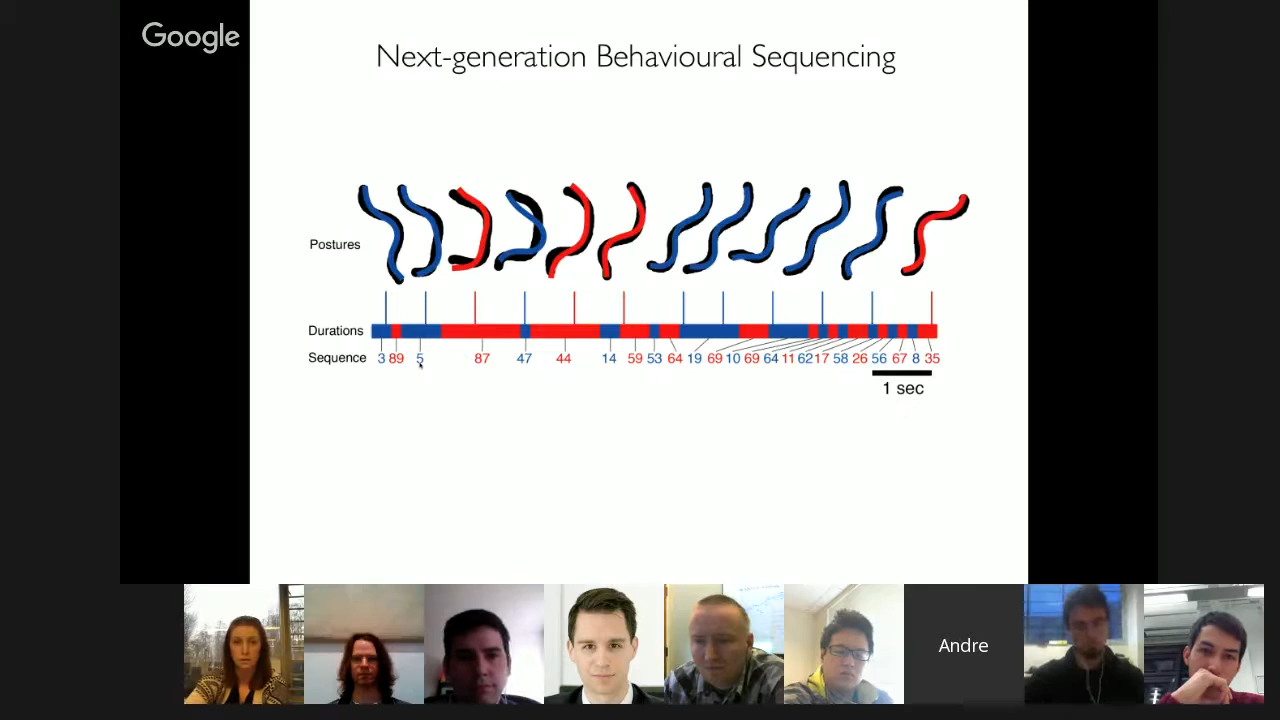 Google
Next-generation Behavioural Sequencing
Postures
Durations
Sequence 3 89 5 87 47 44 14 59 53 64 19 69 10 69 64 11 62 17 58 26 56 67 8 35
1 sec
Andre